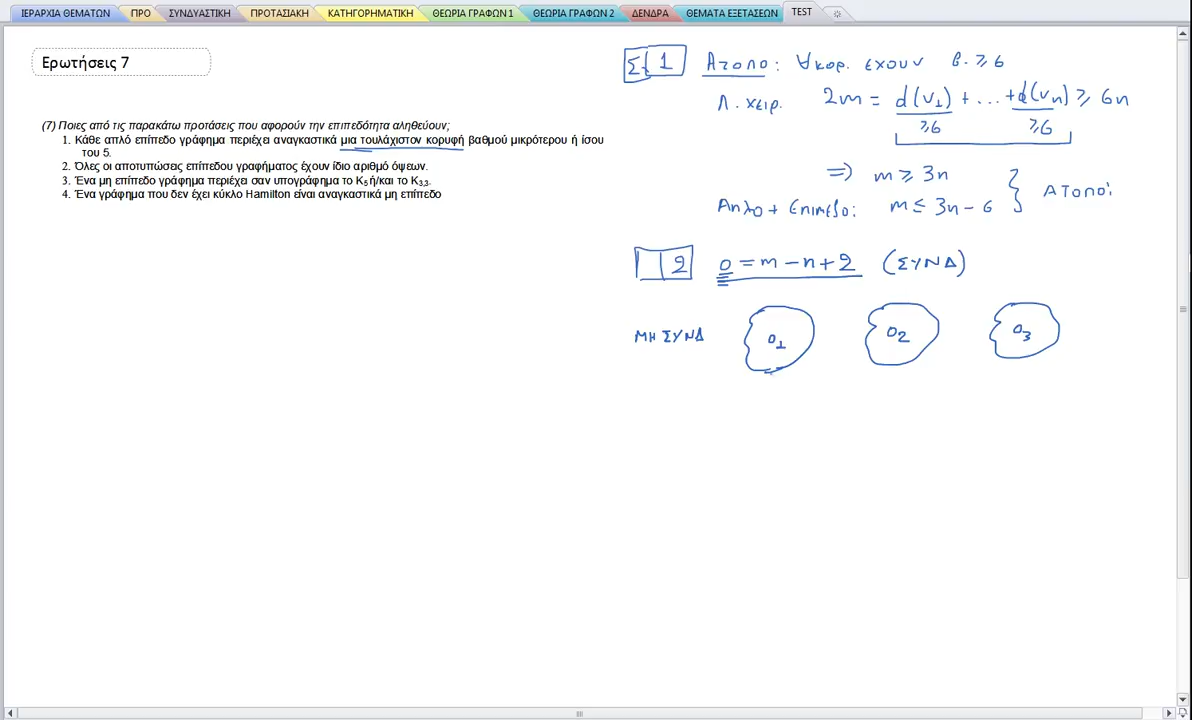 ΙΕΡΑΡΧΙΑ ΘΕΜΑΤΩΝ ΠΡΟ ΣΥΝΔΥΑΣΤΙΚΗ ΠΡΟΤΑΣΙΑΚΗ ΚΑΤΗΓΟΡΗΜΑΤΙΚΗ ΘΕΩΡΙΑ ΓΡΑΦΩΝ 1 ΘΕΩΡΙΑ ΓΡΑΦΩΝ 2 ΔΕΝΔΡΑ ΘΕΜΑΤΑ ΕΞΕΤΑΣΕΩΝ TEST
Ερωτήσεις 7
(7) Ποιες από τις παρακάτω προτάσεις που αφορούν την επιπεδότητα αληθεύουν;
1. Κάθε απλό επίπεδο γράφημα περιέχει αναγκαστικά μια τουλάχιστον κορυφή βαθμού μικρότερου ή ίσου
του 5.
2. Όλες οι αποτυπώσεις επίπεδου γραφήματος έχουν ίδιο αριθμό όψεων.
3. Ένα μη επίπεδο γράφημα περιέχει σαν υπογράφημα το K5 ή/και το K3,3.
4. Ένα γράφημα που δεν έχει κύκλο Hamilton είναι αναγκαστικά μη επίπεδο
Σ 1 Ατοπο: ∀ κορ. εχουν β. ≥ 6
Λ. χειρ. 2m = d(v1) + ... + d(vn) ≥ 6n
≥6 ≥6
⇒ m ≥ 3n
Απλο + Επιπεδο: m ≤ 3n - 6 } ΑΤΟΠΟ!
2 o = m - n + 2 (ΣΥΝΔ)
ΜΗ ΣΥΝΔ o1 o2 o3